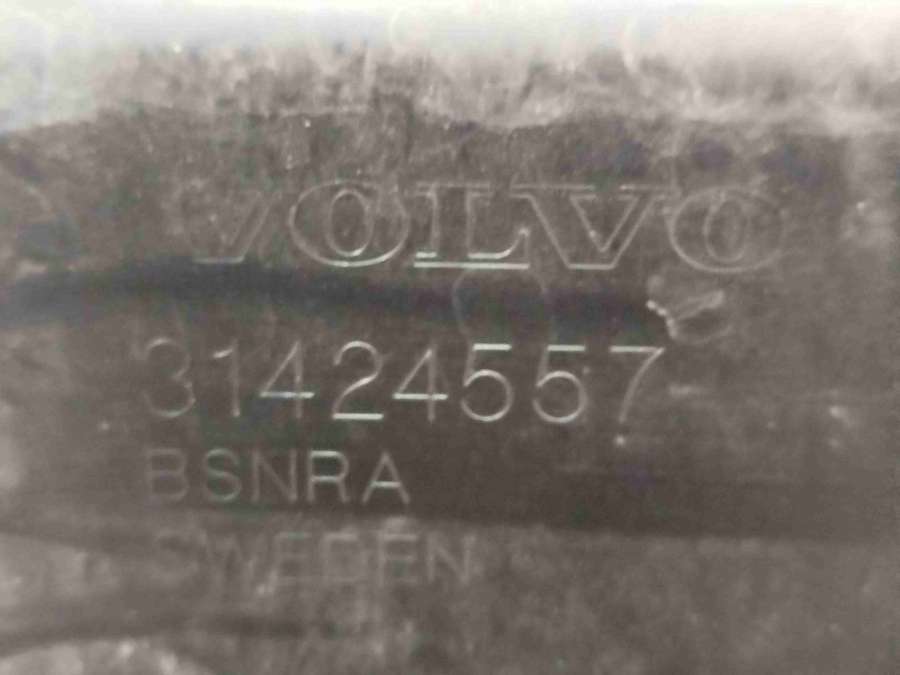 VOLVO
31424557
BSNRA
SWEDEN